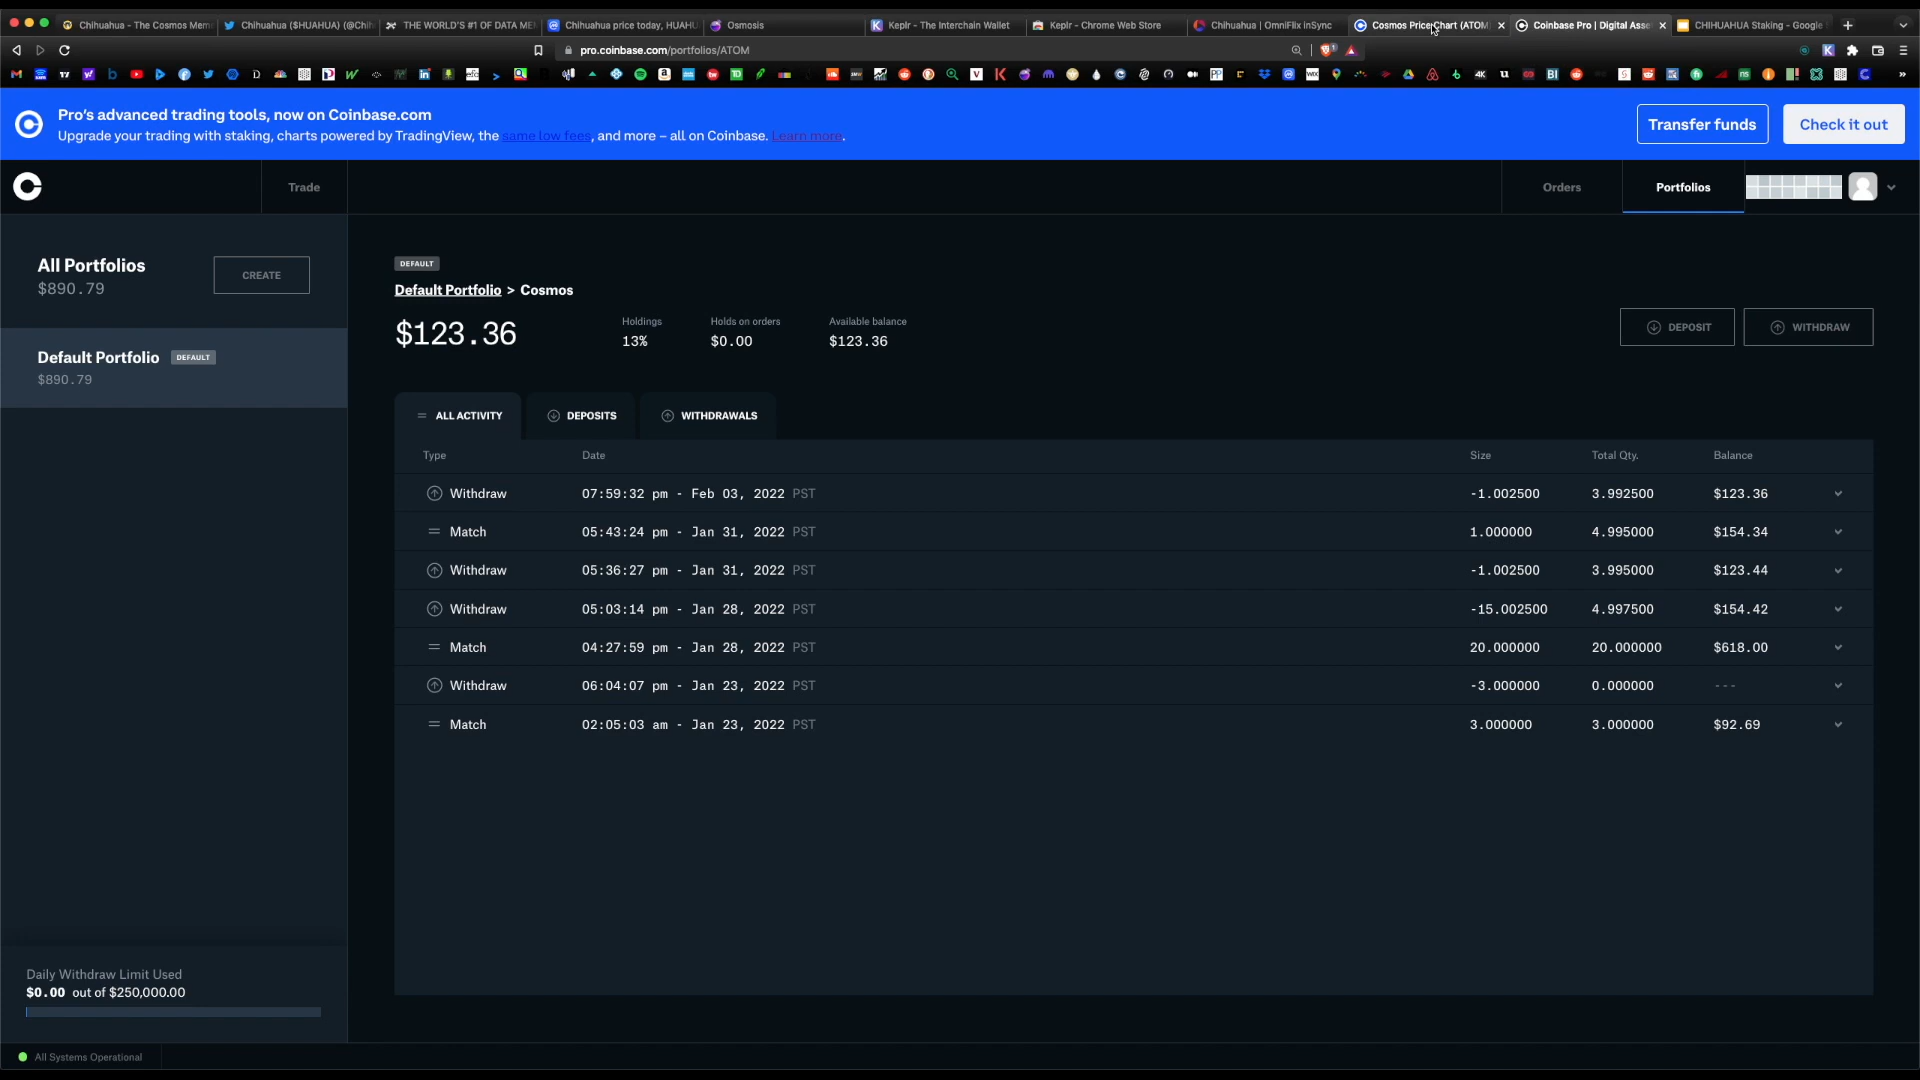 Chihuahua - The Cosmos Mem
Chihuahua ($HUAHUA) (@Chih
THE WORLD'S #1 OF DATA ME
Chihuahua price today, HUAHU
Osmosis
Keplr - The Interchain Wallet
Keplr - Chrome Web Store
Chihuahua | OmniFlix inSync
Cosmos Price Chart (ATOM
Coinbase Pro | Digital Asse
CHIHUAHUA Staking - Google
pro.coinbase.com/portfolios/ATOM
Pro's advanced trading tools, now on Coinbase.com
Upgrade your trading with staking, charts powered by TradingView, the same low fees, and more – all on Coinbase. Learn more.
Transfer funds
Check it out
Trade
Orders
Portfolios
All Portfolios
$890.79
CREATE
Default Portfolio DEFAULT
$890.79
DEFAULT
Default Portfolio > Cosmos
$123.36
Holdings
13%
Holds on orders
$0.00
Available balance
$123.36
DEPOSIT
WITHDRAW
ALL ACTIVITY
DEPOSITS
WITHDRAWALS
Type Date Size Total Qty. Balance
Withdraw 07:59:32 pm - Feb 03, 2022 PST -1.002500 3.992500 $123.36
Match 05:43:24 pm - Jan 31, 2022 PST 1.000000 4.995000 $154.34
Withdraw 05:36:27 pm - Jan 31, 2022 PST -1.002500 3.995000 $123.44
Withdraw 05:03:14 pm - Jan 28, 2022 PST -15.002500 4.997500 $154.42
Match 04:27:59 pm - Jan 28, 2022 PST 20.000000 20.000000 $618.00
Withdraw 06:04:07 pm - Jan 23, 2022 PST -3.000000 0.000000 ---
Match 02:05:03 am - Jan 23, 2022 PST 3.000000 3.000000 $92.69
Daily Withdraw Limit Used
$0.00 out of $250,000.00
All Systems Operational